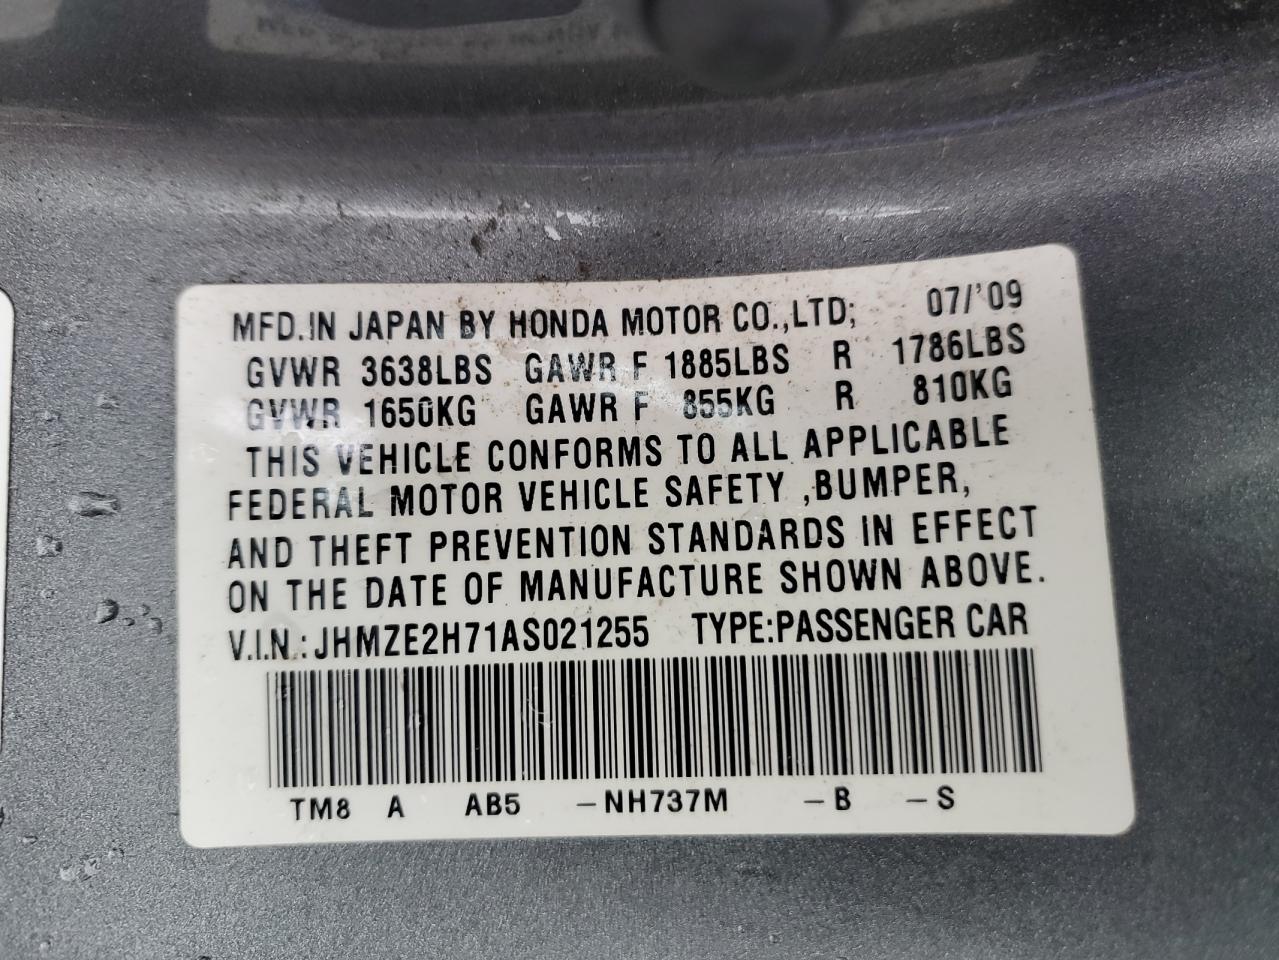 MFD.IN JAPAN BY HONDA MOTOR CO.,LTD; 07/'09
GVWR 3638LBS GAWR F 1885LBS R 1786LBS
GVWR 1650KG GAWR F 855KG R 810KG
THIS VEHICLE CONFORMS TO ALL APPLICABLE
FEDERAL MOTOR VEHICLE SAFETY ,BUMPER,
AND THEFT PREVENTION STANDARDS IN EFFECT
ON THE DATE OF MANUFACTURE SHOWN ABOVE.
V.I.N.: JHMZE2H71AS021255 TYPE:PASSENGER CAR
TM8 A AB5 –NH737M –B –S